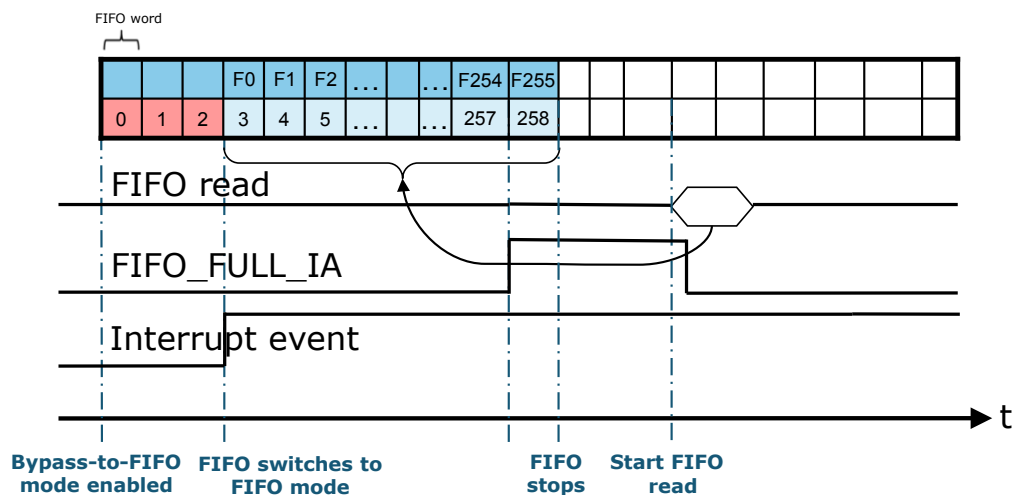 FIFO word
F0 F1 F2 ... ... F254 F255
0 1 2 3 4 5 ... ... 257 258
FIFO read
FIFO_FULL_IA
Interrupt event
t
Bypass-to-FIFO
mode enabled
FIFO switches to
FIFO mode
FIFO
stops
Start FIFO
read